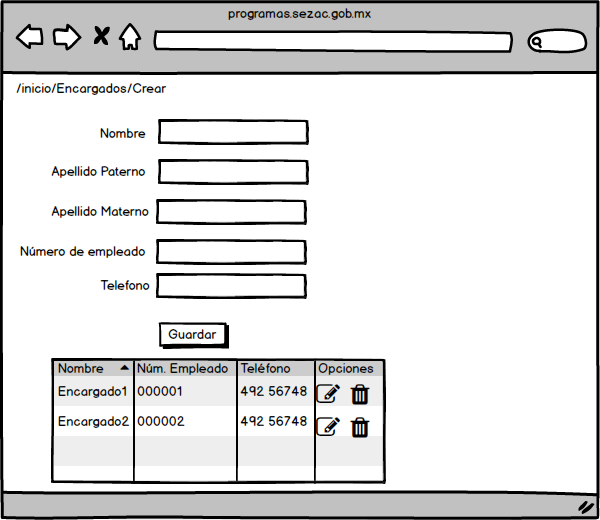 programas.sezac.gob.mx
/inicio/Encargados/Crear
Nombre
Apellido Paterno
Apellido Materno
Número de empleado
Telefono
Guardar
Nombre Núm. Empleado Teléfono Opciones
Encargado1 000001 492 56748
Encargado2 000002 492 56748